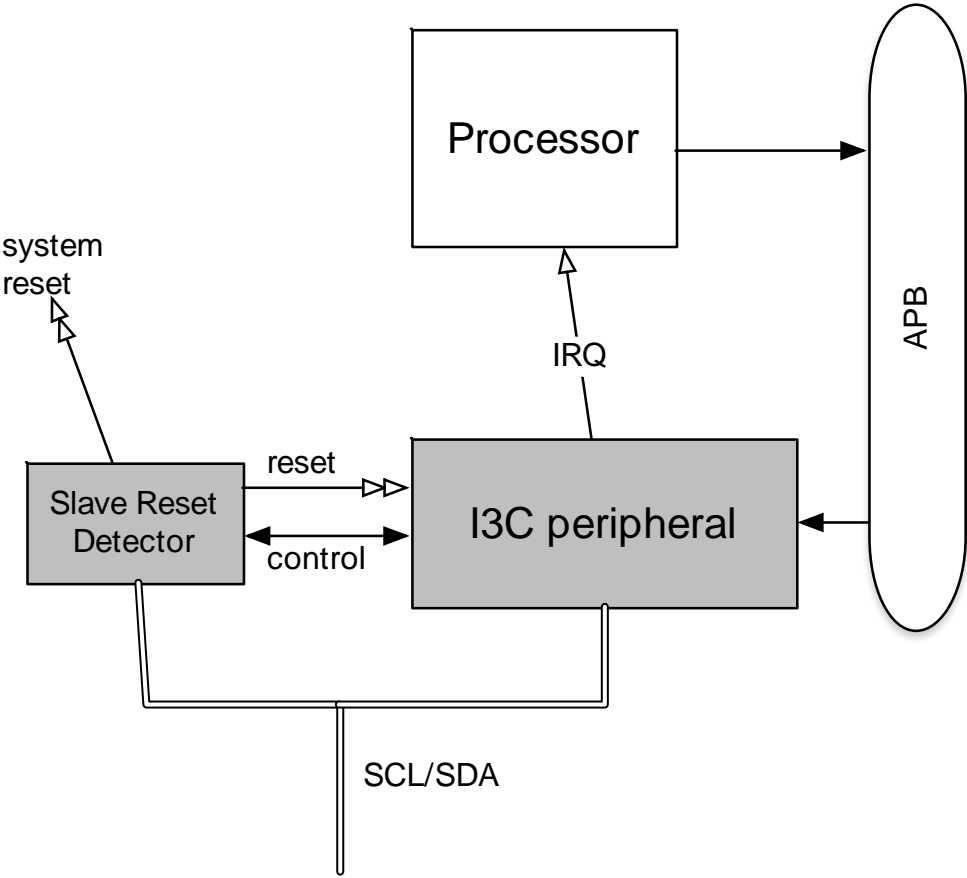 Processor
system
reset
APB
IRQ
reset
Slave Reset
Detector
I3C peripheral
control
SCL/SDA